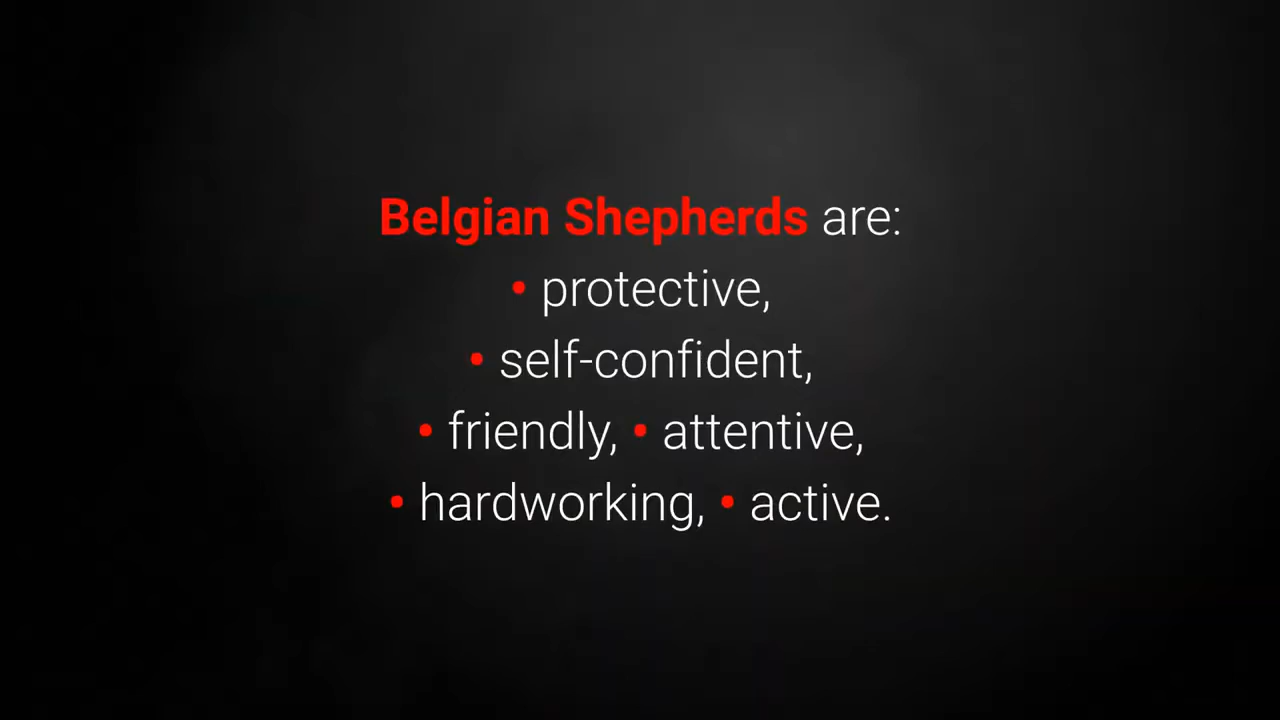 Belgian Shepherds are:
• protective,
• self-confident,
• friendly, • attentive,
• hardworking, • active.